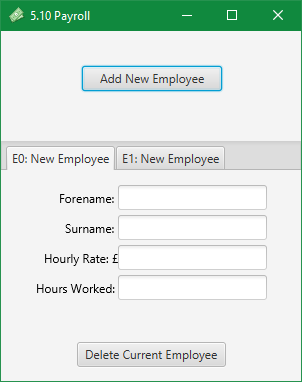 5.10 Payroll
Add New Employee
E0: New Employee E1: New Employee
Forename:
Surname:
Hourly Rate: £
Hours Worked:
Delete Current Employee